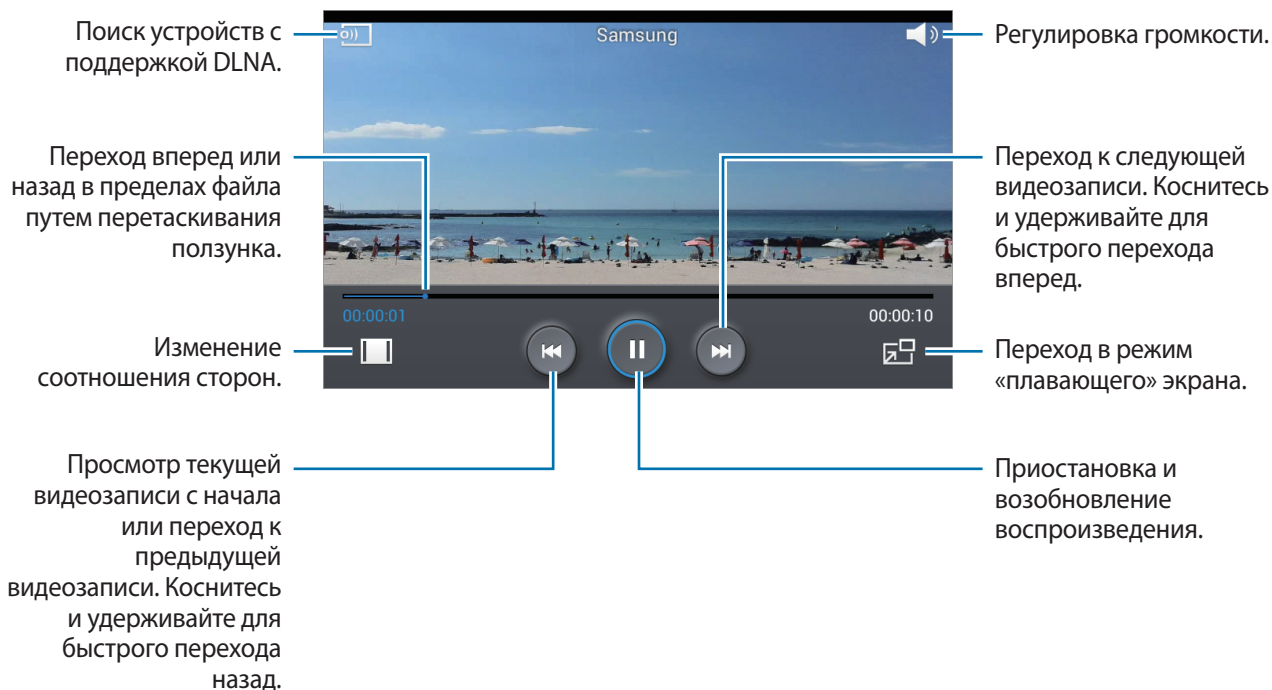 Поиск устройств с
поддержкой DLNA.
Samsung
Регулировка громкости.
Переход вперед или
назад в пределах файла
путем перетаскивания
ползунка.
Переход к следующей
видеозаписи. Коснитесь
и удерживайте для
быстрого перехода
вперед.
00:00:01
00:00:10
Изменение
соотношения сторон.
Переход в режим
«плавающего» экрана.
Просмотр текущей
видеозаписи с начала
или переход к
предыдущей
видеозаписи. Коснитесь
и удерживайте для
быстрого перехода
назад.
Приостановка и
возобновление
воспроизведения.